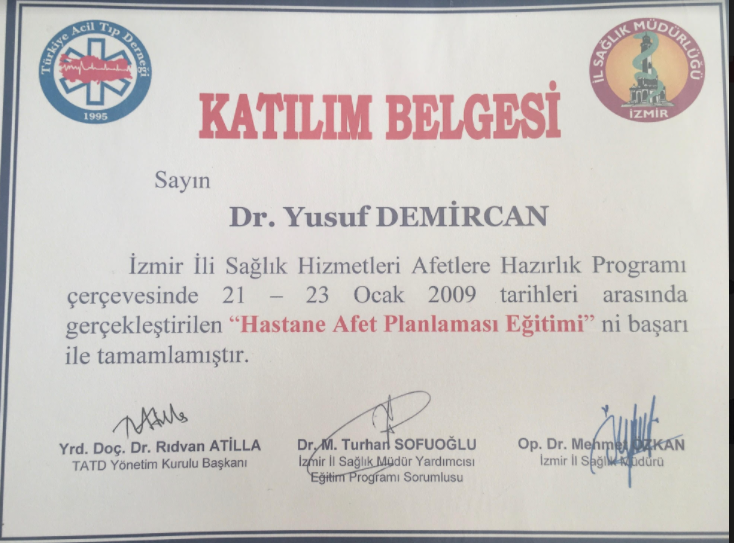 Türkiye Acil Tıp Derneği
1995
İL SAĞLIK MÜDÜRLÜĞÜ
İZMİR
KATILIM BELGESİ
Sayın
Dr. Yusuf DEMİRCAN
İzmir İli Sağlık Hizmetleri Afetlere Hazırlık Programı
çerçevesinde 21 – 23 Ocak 2009 tarihleri arasında
gerçekleştirilen “Hastane Afet Planlaması Eğitimi” ni başarı
ile tamamlamıştır.
Yrd. Doç. Dr. Rıdvan ATİLLA
TATD Yönetim Kurulu Başkanı
Dr. M. Turhan SOFUOĞLU
İzmir İl Sağlık Müdür Yardımcısı
Eğitim Programı Sorumlusu
Op. Dr. Mehmet ÖZKAN
İzmir İl Sağlık Müdürü